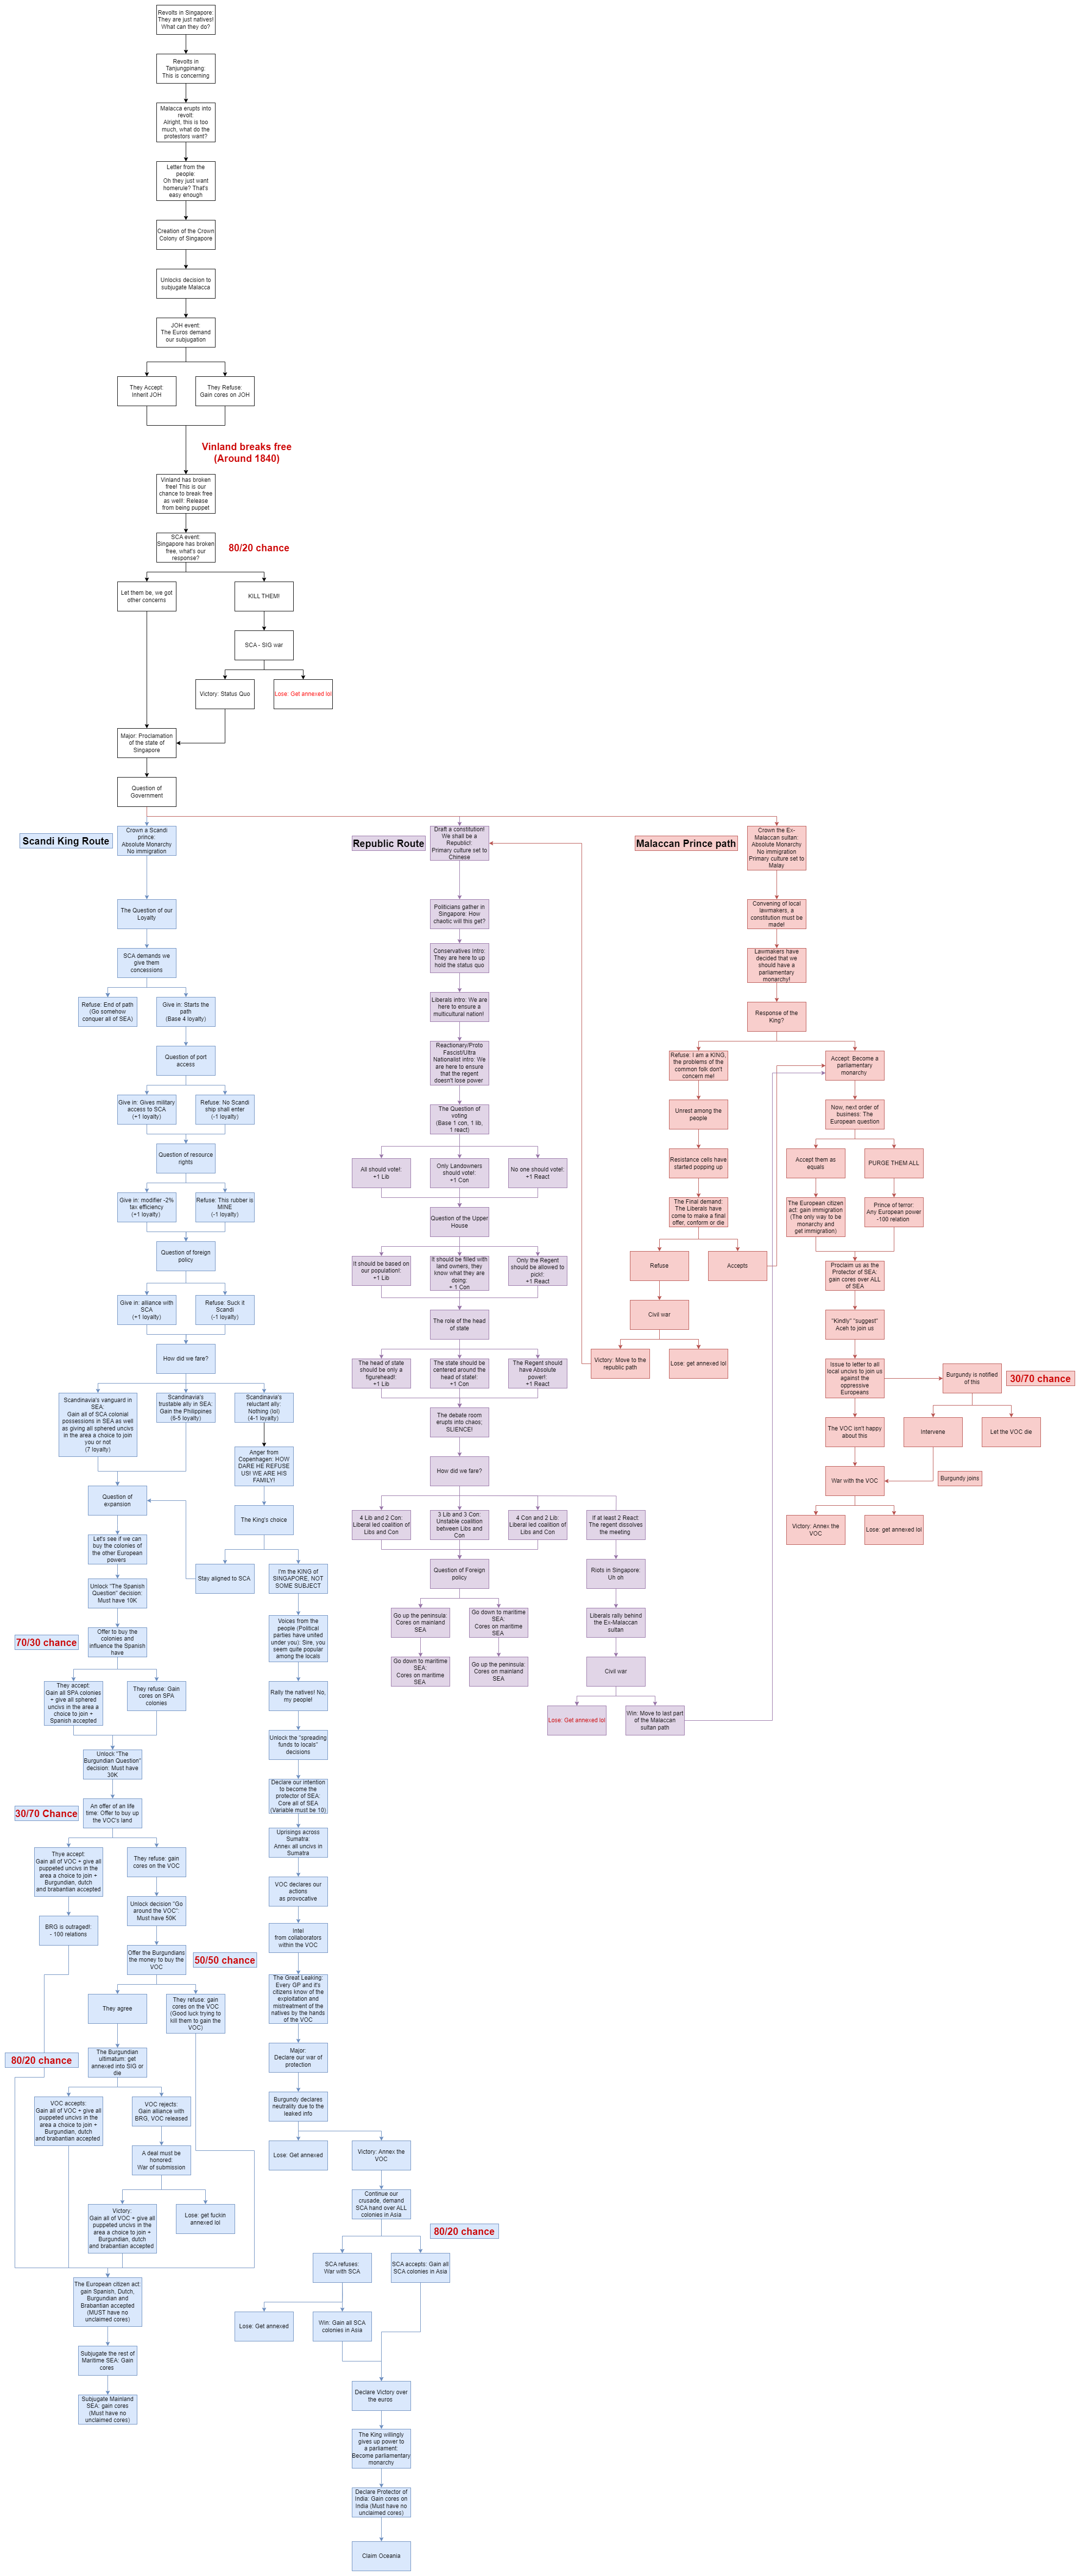 Revolts in Singapore:
They are just natives!
What can they do?
Revolts in
Tanjungpinang:
This is concerning
Malacca erupts into
revolt:
Alright, this is too
much, what do the
protestors want?
Letter from the
people:
Oh they just want
homerule? That's
easy enough
Creation of the Crown
Colony of Singapore
Unlocks decision to
subjugate Malacca
JOH event:
The Euros demand
our subjugation
They Accept:
Inherit JOH
They Refuse:
Gain cores on JOH
Vinland breaks free
(Around 1840)
Vinland has broken
free! This is our
chance to break free
as well! Release
from being puppet
SCA event:
Singapore has broken
free, what's our
response?
80/20 chance
Let them be, we got
other concerns
KILL THEM!
SCA - SIG war
Victory: Status Quo
Lose: Get annexed lol
Major: Proclamation
of the state of
Singapore
Question of
Government
Scandi King Route
Crown a Scandi
prince:
Absolute Monarchy
No immigration
The Question of our
Loyalty
SCA demands we
give them
concessions
Refuse: End of path
(Go somehow
conquer all of SEA)
Give in: Starts the
path
(Base 4 loyalty)
Question of port
access
Give in: Gives military
access to SCA
(+1 loyalty)
Refuse: No Scandi
ship shall enter
(-1 loyalty)
Question of resource
rights
Give in: modifier -2%
tax efficiency
(+1 loyalty)
Refuse: This rubber is
MINE
(-1 loyalty)
Question of foreign
policy
Give in: alliance with
SCA
(+1 loyalty)
Refuse: Suck it
Scandi
(-1 loyalty)
How did we fare?
Scandinavia's vanguard in
SEA:
Gain all of SCA colonial
possessions in SEA as well
as giving all sphered uncivs
in the area a choice to join
you or not
(7 loyalty)
Scandinavia's
trustable ally in SEA:
Gain the Philippines
(6-5 loyalty)
Scandinavia's
reluctant ally:
Nothing (lol)
(4-1 loyalty)
Anger from
Copenhagen: HOW
DARE HE REFUSE
US! WE ARE HIS
FAMILY!
Question of
expansion
The King's choice
Let's see if we can
buy the colonies of
the other European
powers
Stay aligned to SCA
I'm the KING of
SINGAPORE, NOT
SOME SUBJECT
Unlock "The Spanish
Question" decision:
Must have 10K
70/30 chance
Offer to buy the
colonies and
influence the Spanish
have
Voices from the
people (Political
parties have united
under you): Sire, you
seem quite popular
among the locals
They accept:
Gain all SPA colonies
+ give all sphered
uncivs in the area a
choice to join +
Spanish accepted
They refuse: Gain
cores on SPA
colonies
Rally the natives! No,
my people!
Unlock "The
Burgundian Question"
decision: Must have
30K
Unlock the "spreading
funds to locals"
decisions
30/70 Chance
An offer of an life
time: Offer to buy up
the VOC's land
Declare our intention
to become the
protector of SEA:
Core all of SEA
(Variable must be 10)
Thye accept:
Gain all of VOC + give all
puppeted uncivs in the
area a choice to join +
Burgundian, dutch
and brabantian accepted
They refuse: gain
cores on the VOC
Uprisings across
Sumatra:
Annex all uncivs in
Sumatra
BRG is outraged!:
- 100 relations
Unlock decision "Go
around the VOC":
Must have 50K
VOC declares our
actions
as provocative
Offer the Burgundians
the money to buy the
VOC
50/50 chance
Intel
from collaborators
within the VOC
They agree
They refuse: gain
cores on the VOC
(Good luck trying to
kill them to gain the
VOC)
The Great Leaking:
Every GP and it's
citizens know of the
exploitation and
mistreatment of the
natives by the hands
of the VOC
80/20 chance
The Burgundian
ultimatum: get
annexed into SIG or
die
Major:
Declare our war of
protection
VOC accepts:
Gain all of VOC + give all
puppeted uncivs in the
area a choice to join +
Burgundian, dutch
and brabantian accepted
VOC rejects:
Gain alliance with
BRG, VOC released
Burgundy declares
neutrality due to the
leaked info
A deal must be
honored:
War of submission
Lose: Get annexed
Victory: Annex the
VOC
Victory:
Gain all of VOC + give all
puppeted uncivs in the
area a choice to join +
Burgundian, dutch
and brabantian accepted
Lose: get fuckin
annexed lol
Continue our
crusade, demand
SCA hand over ALL
colonies in Asia
80/20 chance
SCA refuses:
War with SCA
SCA accepts: Gain all
SCA colonies in Asia
The European citizen act:
gain Spanish, Dutch,
Burgundian and
Brabantian accepted
(MUST have no
unclaimed cores)
Lose: Get annexed
Win: Gain all SCA
colonies in Asia
Subjugate the rest of
Maritime SEA: Gain
cores
Subjugate Mainland
SEA: gain cores
(Must have no
unclaimed cores)
Declare Victory over
the euros
The King willingly
gives up power to
a parliament:
Become parliamentary
monarchy
Declare Protector of
India: Gain cores on
India (Must have no
unclaimed cores)
Claim Oceania
Republic Route
Draft a constitution!
We shall be a
Republic!:
Primary culture set to
Chinese
Politicians gather in
Singapore: How
chaotic will this get?
Conservatives Intro:
They are here to up
hold the status quo
Liberals intro: We are
here to ensure a
multicultural nation!
Reactionary/Proto
Fascist/Ultra
Nationalist intro: We
are here to ensure
that the regent
doesn't lose power
The Question of
voting
(Base 1 con, 1 lib,
1 react)
All should vote!:
+1 Lib
Only Landowners
should vote!:
+1 Con
No one should vote!:
+1 React
Question of the Upper
House
It should be based on
our population!:
+1 Lib
It should be filled with
land owners, they
know what they are
doing:
+ 1 Con
Only the Regent
should be allowed to
pick!:
+1 React
The role of the head
of state
The head of state
should be only a
figurehead!:
+1 Lib
The state should be
centered around the
head of state!:
+1 Con
The Regent should
have Absolute
power!:
+1 React
The debate room
erupts into chaos;
SLIENCE!
How did we fare?
4 Lib and 2 Con:
Liberal led coalition of
Libs and Con
3 Lib and 3 Con:
Unstable coalition
between Libs and
Con
4 Con and 2 Lib:
Liberal led coalition of
Libs and Con
If at least 2 React:
The regent dissolves
the meeting
Question of Foreign
policy
Riots in Singapore:
Uh oh
Go up the peninsula:
Cores on mainland
SEA
Go down to maritime
SEA:
Cores on maritime
SEA
Liberals rally behind
the Ex-Malaccan
sultan
Go down to maritime
SEA:
Cores on maritime
SEA
Go up the peninsula:
Cores on mainland
SEA
Civil war
Lose: Get annexed lol
Win: Move to last part
of the Malaccan
sultan path
Malaccan Prince path
Crown the Ex-
Malaccan sultan:
Absolute Monarchy
No immigration
Primary culture set to
Malay
Convening of local
lawmakers, a
constitution must be
made!
Lawmakers have
decided that we
should have a
parliamentary
monarchy!
Response of the
King?
Refuse: I am a KING,
the problems of the
common folk don't
concern me!
Accept: Become a
parliamentary
monarchy
Unrest among the
people
Now, next order of
business: The
European question
Resistance cells have
started popping up
Accept them as
equals
PURGE THEM ALL
The Final demand:
The Liberals have
come to make a final
offer, conform or die
The European citizen
act: gain immigration
(The only way to be
monarchy and
get immigration)
Prince of terror:
Any European power
-100 relation
Refuse
Accepts
Proclaim us as the
Protector of SEA:
gain cores over ALL
of SEA
Civil war
"Kindly" "suggest"
Aceh to join us
Victory: Move to the
republic path
Lose: get annexed lol
Issue to letter to all
local uncivs to join us
against the
oppressive
Europeans
Burgundy is notified
of this
30/70 chance
The VOC isn't happy
about this
Intervene
Let the VOC die
War with the VOC
Burgundy joins
Victory: Annex the
VOC
Lose: get annexed lol